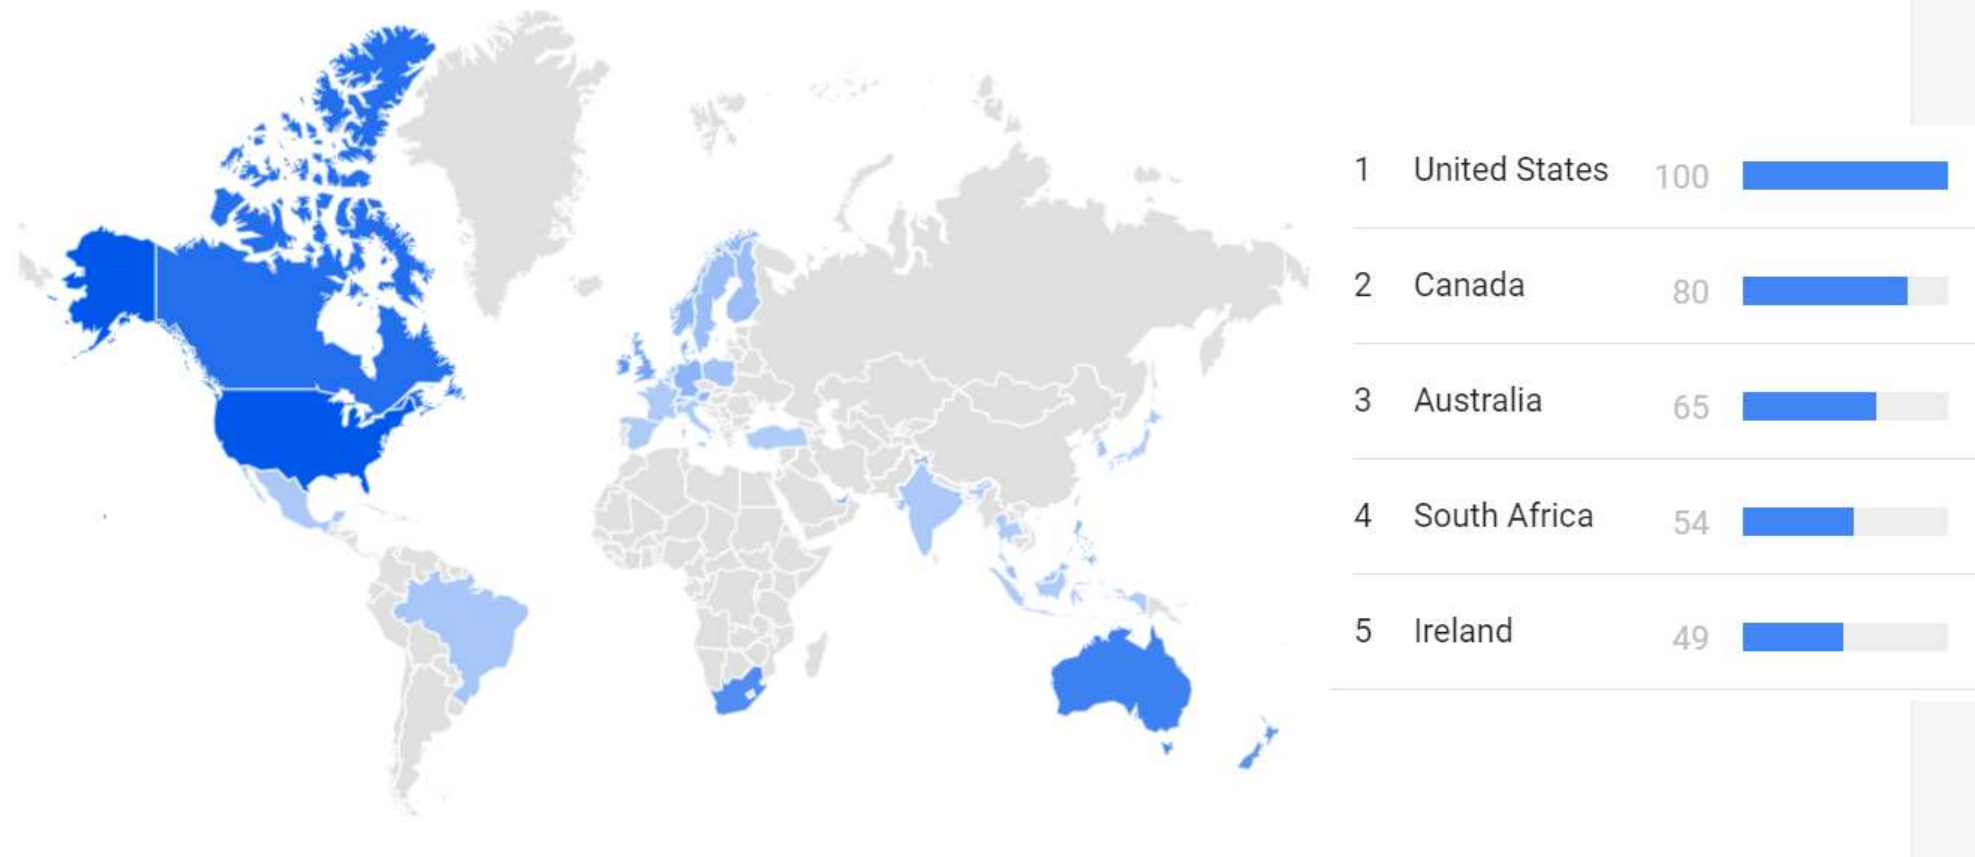 1 United States 100
2 Canada 80
3 Australia 65
4 South Africa 54
5 Ireland 49